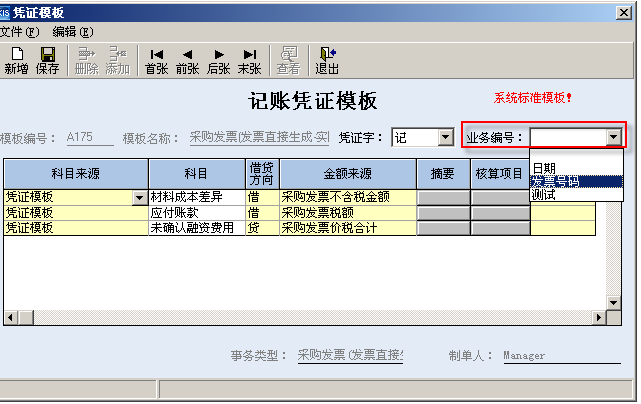 KIS 凭证模板
文件(F) 编辑(E)
新增 保存 删除 添加 首张 前张 后张 末张 查看 退出
记账凭证模板
系统标准模板!
模板编号: A175 模板名称: 采购发票(发票直接生成-实 凭证字: 记 业务编号:
日期
发票号码
测试
科目来源 科目 借贷方向 金额来源 摘要 核算项目
凭证模板 材料成本差异 借 采购发票不含税金额
凭证模板 应付账款 借 采购发票税额
凭证模板 未确认融资费用 贷 采购发票价税合计
事务类型: 采购发票(发票直接 制单人: Manager